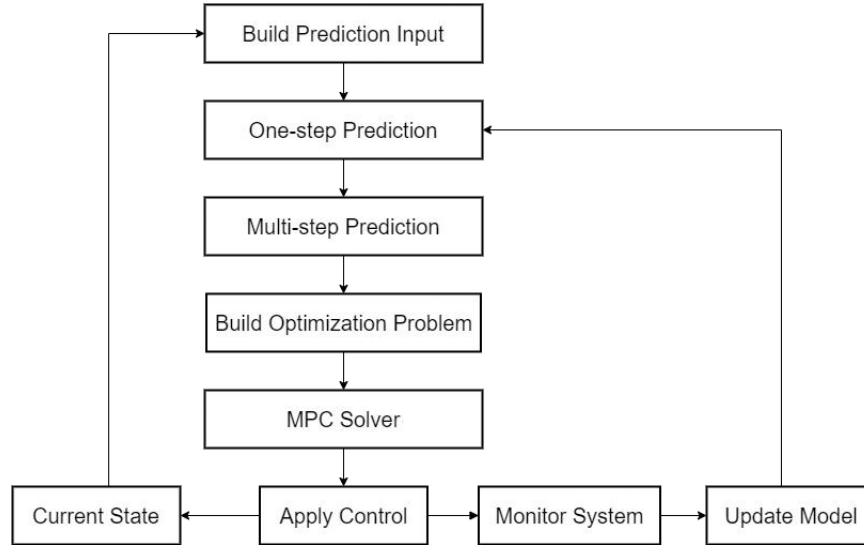 Build Prediction Input
One-step Prediction
Multi-step Prediction
Build Optimization Problem
MPC Solver
Current State
Apply Control
Monitor System
Update Model